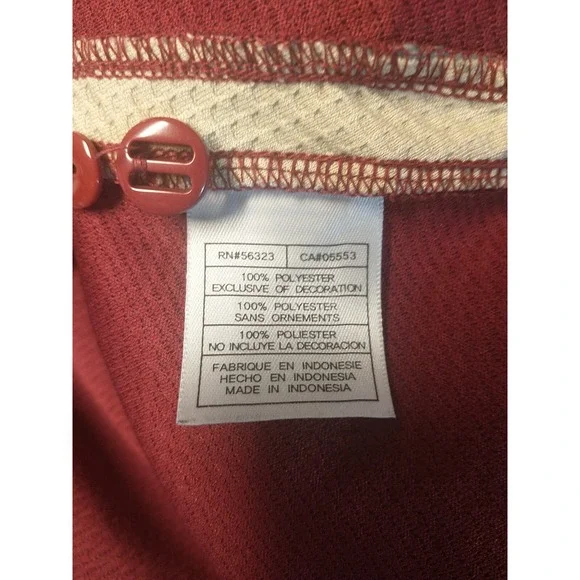 RN#56323 CA#05553
100% POLYESTER
EXCLUSIVE OF DECORATION
100% POLYESTER
SANS ORNEMENTS
100% POLIESTER
NO INCLUYE LA DECORACION
FABRIQUE EN INDONESIE
HECHO EN INDONESIA
MADE IN INDONESIA